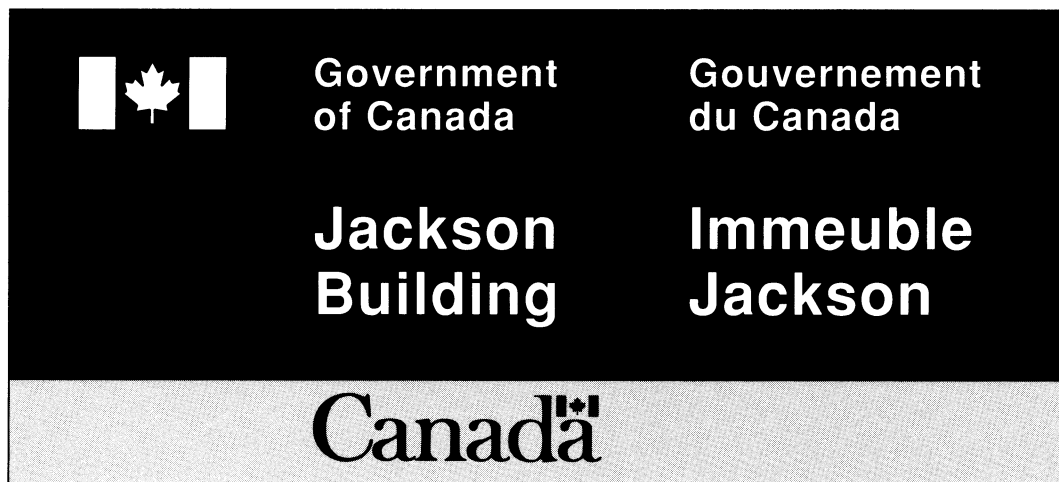 Government
of Canada
Gouvernement
du Canada
Jackson
Building
Immeuble
Jackson
Canada